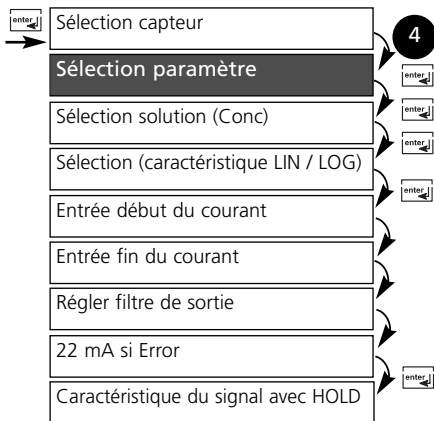 enter
Sélection capteur
4
Sélection paramètre
enter
Sélection solution (Conc)
enter
enter
Sélection (caractéristique LIN / LOG)
enter
Entrée début du courant
Entrée fin du courant
Régler filtre de sortie
22 mA si Error
enter
Caractéristique du signal avec HOLD